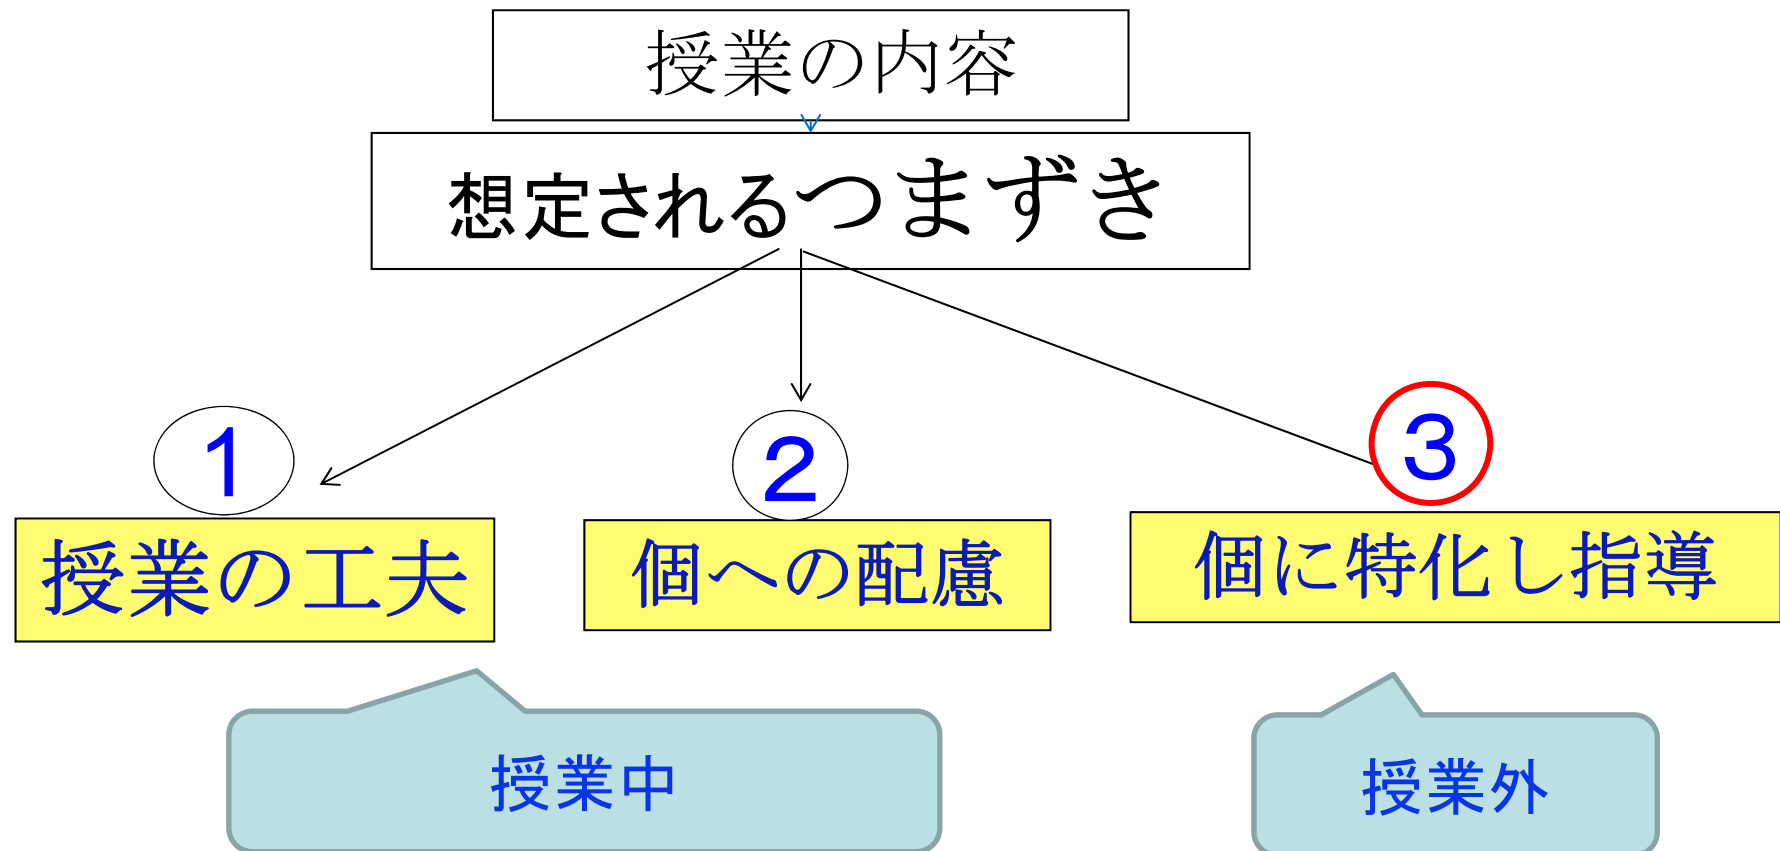 授業の内容
想定されるつまずき
１
２
３
授業の工夫
個への配慮
個に特化し指導
授業中
授業外